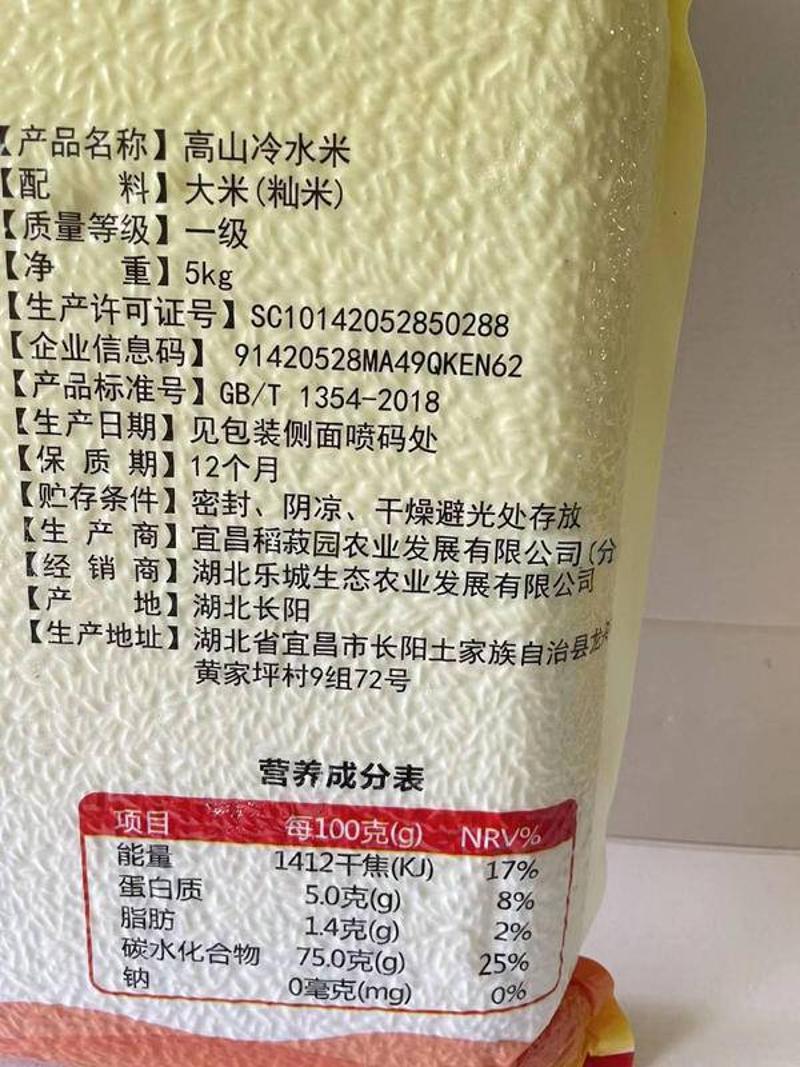 【产品名称】高山冷水米
【配 料】大米(籼米)
【质量等级】一级
【净 重】5kg
【生产许可证号】SC10142052850288
【企业信息码】 91420528MA49QKEN62
【产品标准号】GB/T 1354-2018
【生产日期】见包装侧面喷码处
【保 质 期】12个月
【贮存条件】密封、阴凉、干燥避光处存放
【生 产 商】宜昌稻菽园农业发展有限公司(分
【经 销 商】湖北乐城生态农业发展有限公司
【产 地】湖北长阳
【生产地址】湖北省宜昌市长阳土家族自治县
黄家坪村9组72号
营养成分表
项目 每100克(g) NRV%
能量 1412千焦(KJ) 17%
蛋白质 5.0克(g) 8%
脂肪 1.4克(g) 2%
碳水化合物 75.0克(g) 25%
钠 0毫克(mg) 0%